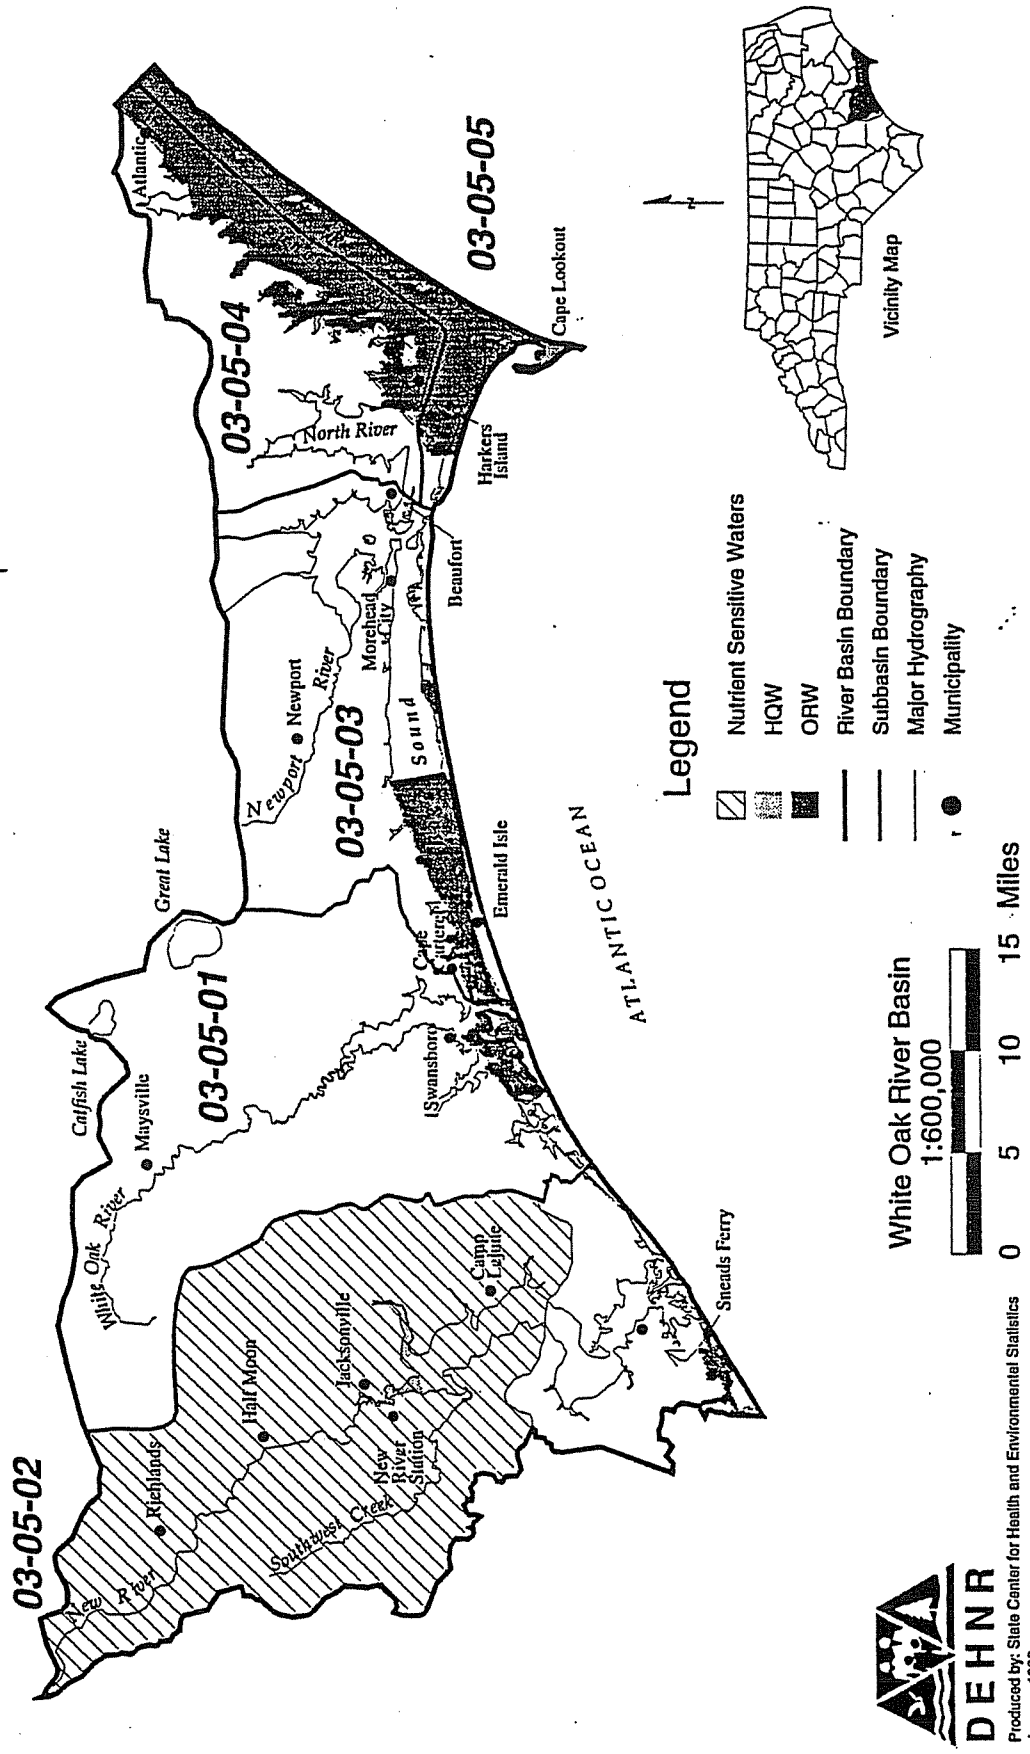 03-05-02
New River
Richlands
Half Moon
Southwest Creek
New
River
Station
Jacksonville
Camp
Lejune
Sneads Ferry
White Oak River
Maysville
Catfish Lake
03-05-01
Great Lake
Swansboro
Cape
Carteret
Emerald Isle
Newport River
Newport
03-05-03
Sound
Morehead
City
Beaufort
North River
03-05-04
Harkers
Island
Atlantic
03-05-05
Cape Lookout
ATLANTIC OCEAN
N
Legend
Nutrient Sensitive Waters
HQW
ORW
River Basin Boundary
Subbasin Boundary
Major Hydrography
Municipality
Vicinity Map
White Oak River Basin
1:600,000
0 5 10 15 Miles
DEHNR
Produced by: State Center for Health and Environmental Statistics